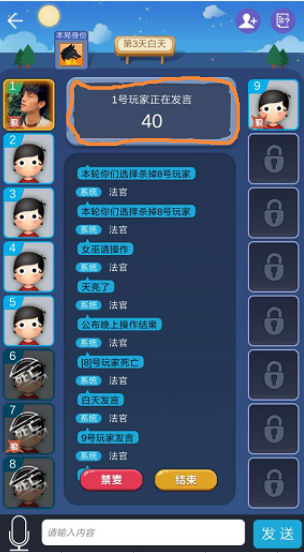 本局身份
第3天白天
1
1号玩家正在发言
40
9
狼
狼
2
本轮你们选择杀掉8号玩家
系统 法官
3
本轮你们选择杀掉8号玩家
系统 法官
女巫请操作
4
系统 法官
天亮了
系统 法官
5
公布晚上操作结果
系统 法官
6
[8]号玩家死亡
系统 法官
白天发言
7
系统 法官
狼
9号玩家发言
系统 法官
8
禁麦
结束
请输入内容
发送